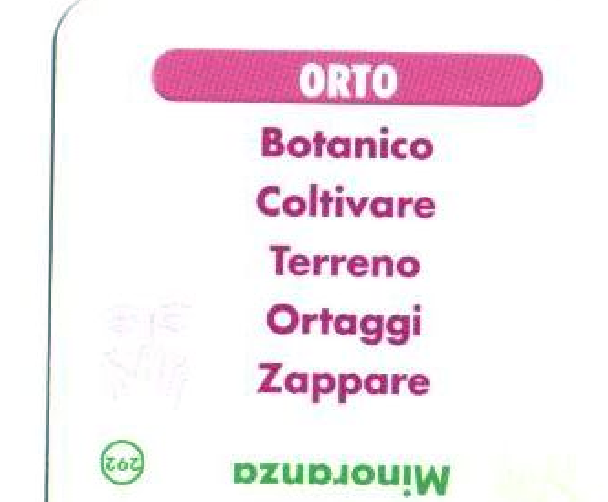 ORTO
Botanico
Coltivare
Terreno
Ortaggi
Zappare
292
Minoranza